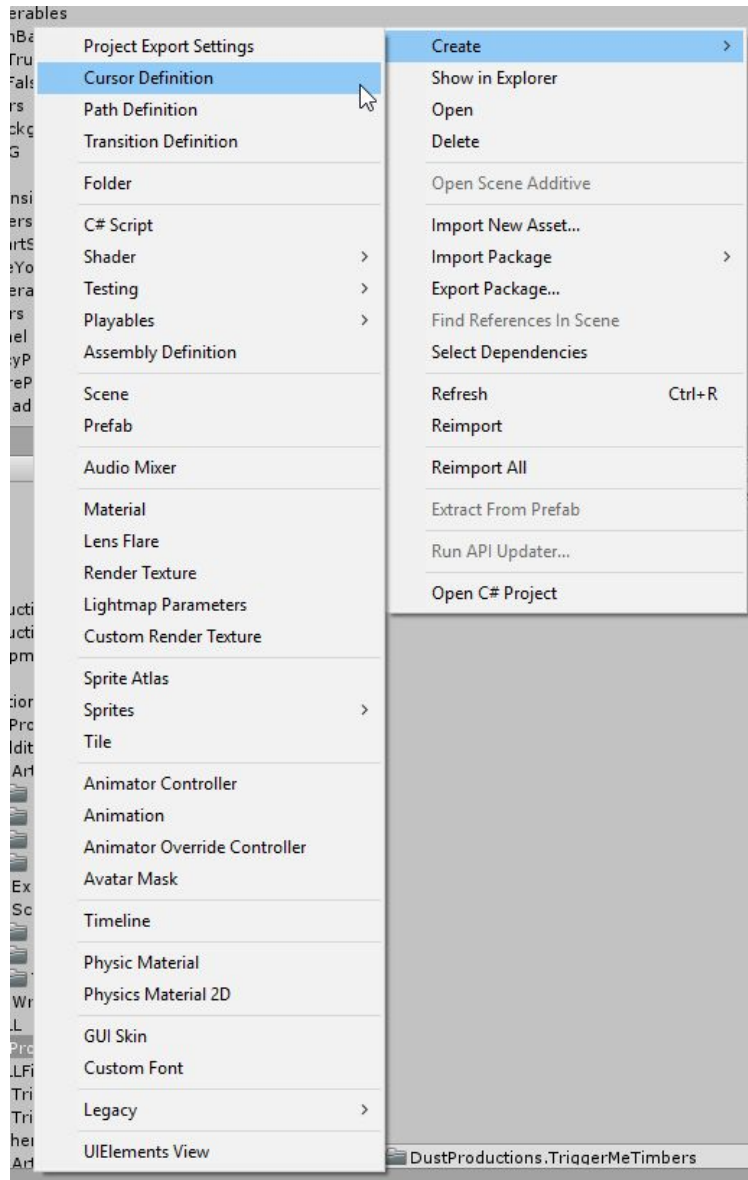 erables
Project Export Settings
Cursor Definition
Path Definition
Transition Definition
Folder
C# Script
Shader
Testing
Playables
Assembly Definition
Scene
Prefab
Audio Mixer
Material
Lens Flare
Render Texture
Lightmap Parameters
Custom Render Texture
Sprite Atlas
Sprites
Tile
Animator Controller
Animation
Animator Override Controller
Avatar Mask
Timeline
Physic Material
Physics Material 2D
GUI Skin
Custom Font
Legacy
UIElements View
Create
Show in Explorer
Open
Delete
Open Scene Additive
Import New Asset...
Import Package
Export Package...
Find References In Scene
Select Dependencies
Refresh Ctrl+R
Reimport
Reimport All
Extract From Prefab
Run API Updater...
Open C# Project
DustProductions.TriggerMeTimbers